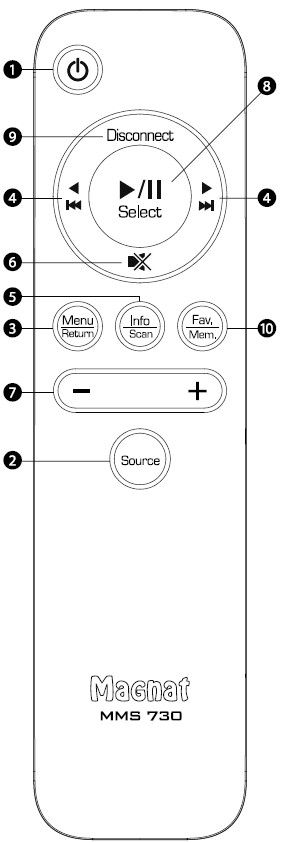 1
8
9
Disconnect
4
4
Select
6
5
3
Menu
Return
Info
Scan
Fav.
Mem.
10
7
− +
2
Source
Magnat
MMS 730